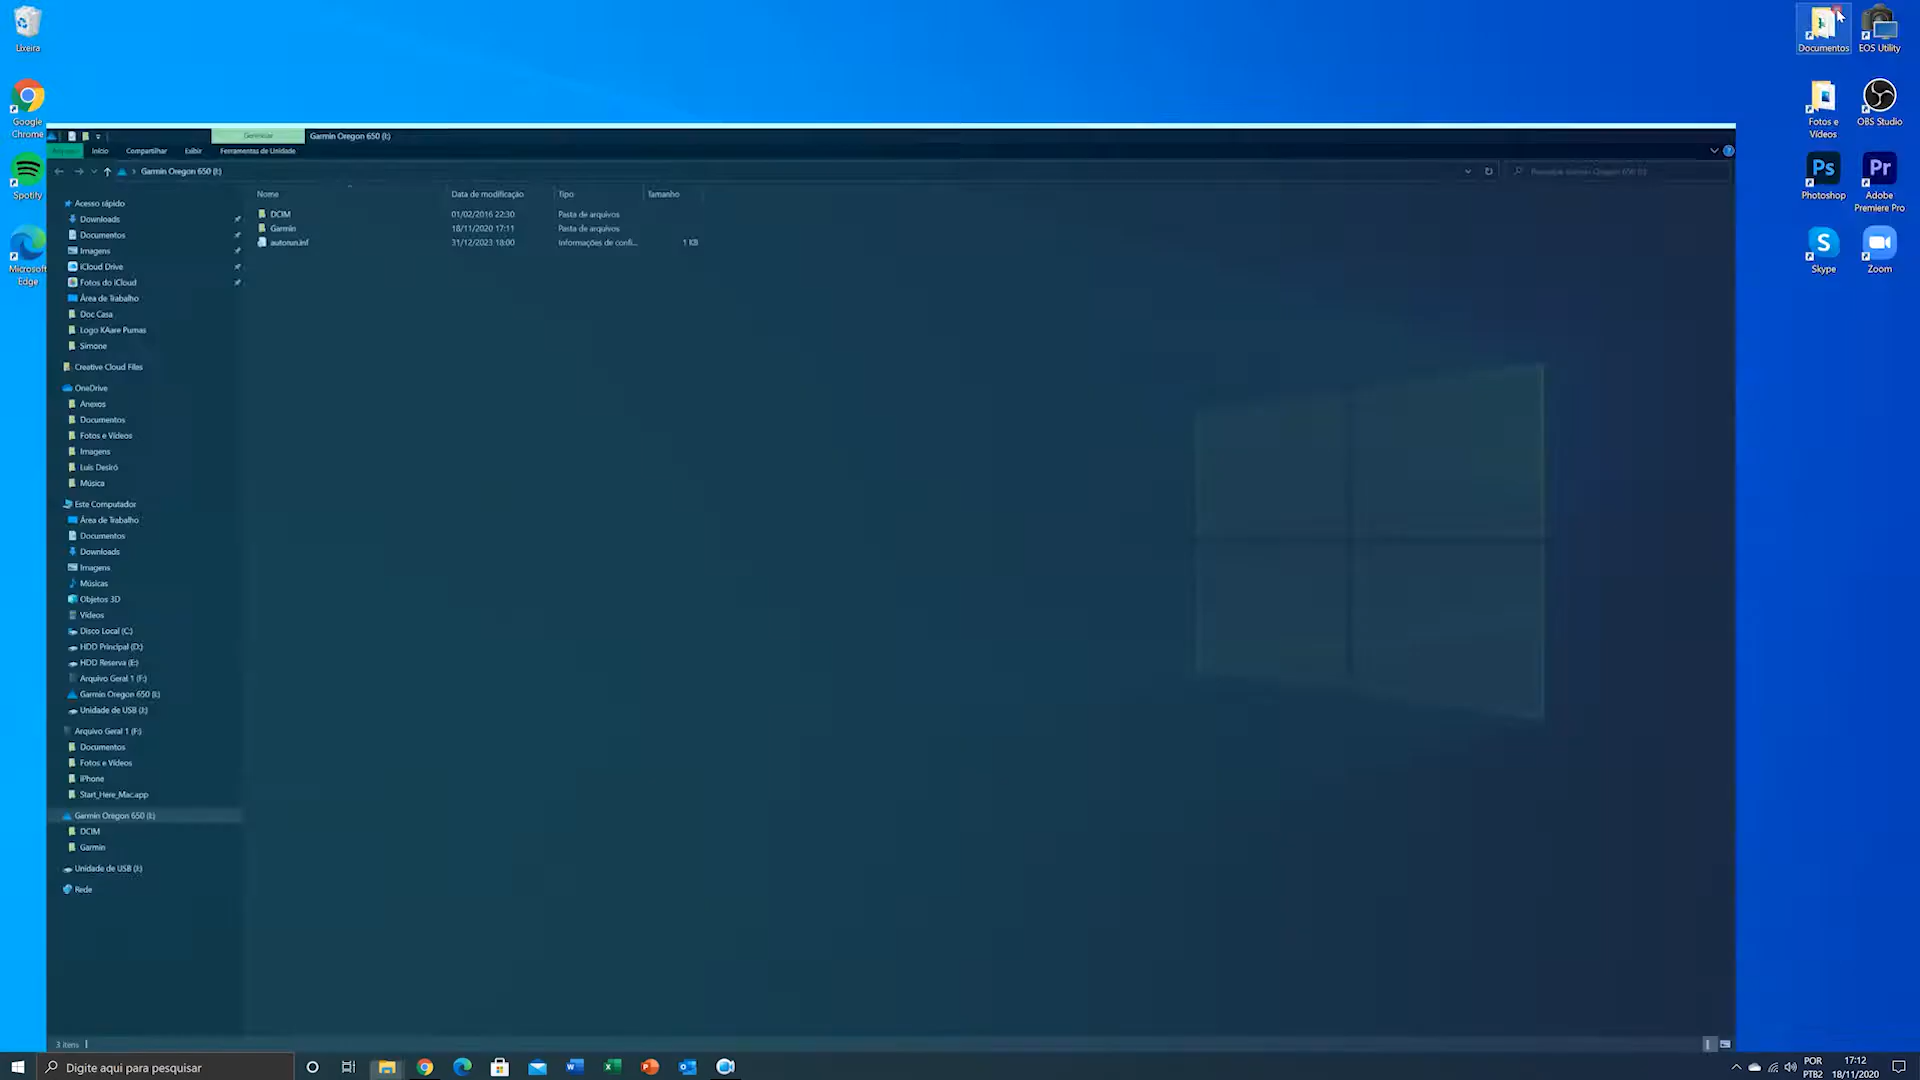 Lixeira
Google
Chrome
Spotify
Microsoft
Edge
Documentos
EOS Utility
Fotos e
Vídeos
OBS Studio
Photoshop
Adobe
Premiere Pro
Skype
Zoom
Gerenciar
Garmin Oregon 650 (I:)
Início
Compartilhar
Exibir
Ferramentas de Unidade
Garmin Oregon 650 (I:)
Pesquisar Garmin Oregon 650 (I:)
Nome
Data de modificação
Tipo
Tamanho
DCIM
01/02/2016 22:30
Pasta de arquivos
Garmin
18/11/2020 17:11
Pasta de arquivos
autorun.inf
31/12/2023 18:00
Informações de confi...
1 KB
Acesso rápido
Downloads
Documentos
Imagens
iCloud Drive
Fotos do iCloud
Área de Trabalho
Doc Casa
Logo KAare Pumas
Simone
Creative Cloud Files
OneDrive
Anexos
Documentos
Fotos e Vídeos
Imagens
Luis Desiró
Música
Este Computador
Área de Trabalho
Documentos
Downloads
Imagens
Músicas
Objetos 3D
Vídeos
Disco Local (C:)
HDD Principal (D:)
HDD Reserva (E:)
Arquivo Geral 1 (F:)
Garmin Oregon 650 (I:)
Unidade de USB (J:)
Arquivo Geral 1 (F:)
Documentos
Fotos e Vídeos
iPhone
Start_Here_Mac.app
Garmin Oregon 650 (I:)
DCIM
Garmin
Unidade de USB (J:)
Rede
3 itens
Digite aqui para pesquisar
POR
PTB2
17:12
18/11/2020